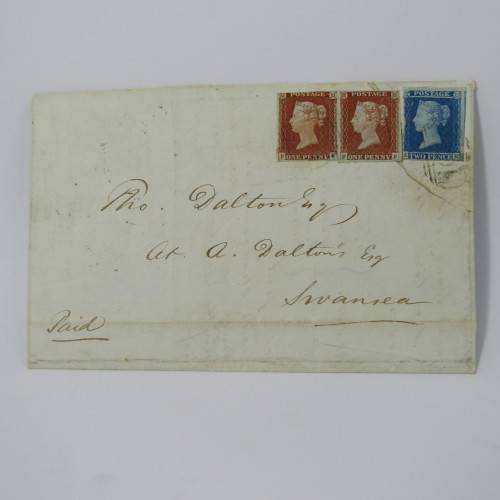 POSTAGE POSTAGE POSTAGE
ONE PENNY ONE PENNY TWO PENCE
Tho. Dalton Esq
At A. Dalton's Esq
Swansea
Paid